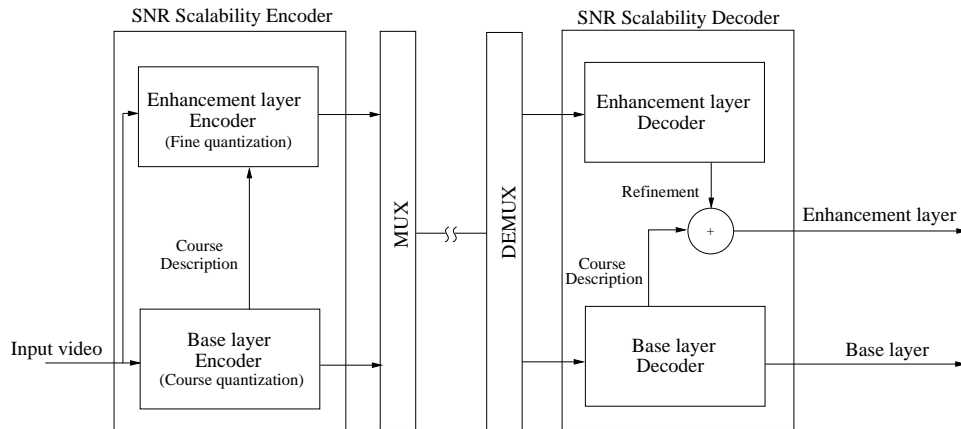 SNR Scalability Encoder
SNR Scalability Decoder
Enhancement layer
Encoder
(Fine quantization)
Enhancement layer
Decoder
MUX
DEMUX
Refinement
Enhancement layer
+
Course
Description
Course
Description
Input video
Base layer
Encoder
(Course quantization)
Base layer
Decoder
Base layer